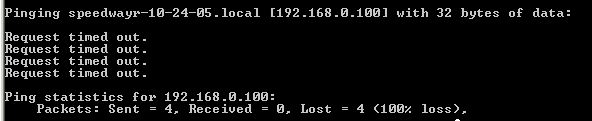 Pinging speedwayr-10-24-05.local [192.168.0.100] with 32 bytes of data:
Request timed out.
Request timed out.
Request timed out.
Request timed out.
Ping statistics for 192.168.0.100:
    Packets: Sent = 4, Received = 0, Lost = 4 (100% loss),